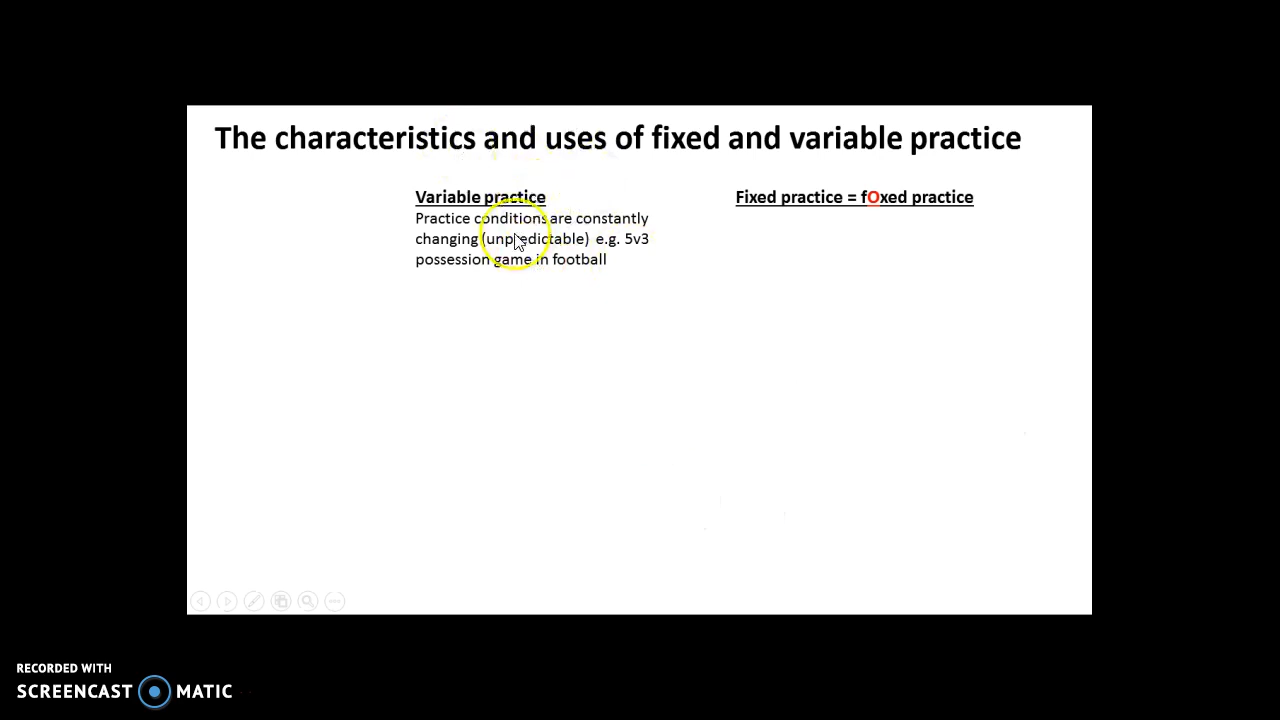 The characteristics and uses of fixed and variable practice
Variable practice
Practice conditions are constantly
changing (unpredictable) e.g. 5v3
possession game in football
Fixed practice = fOxed practice
RECORDED WITH
SCREENCAST MATIC